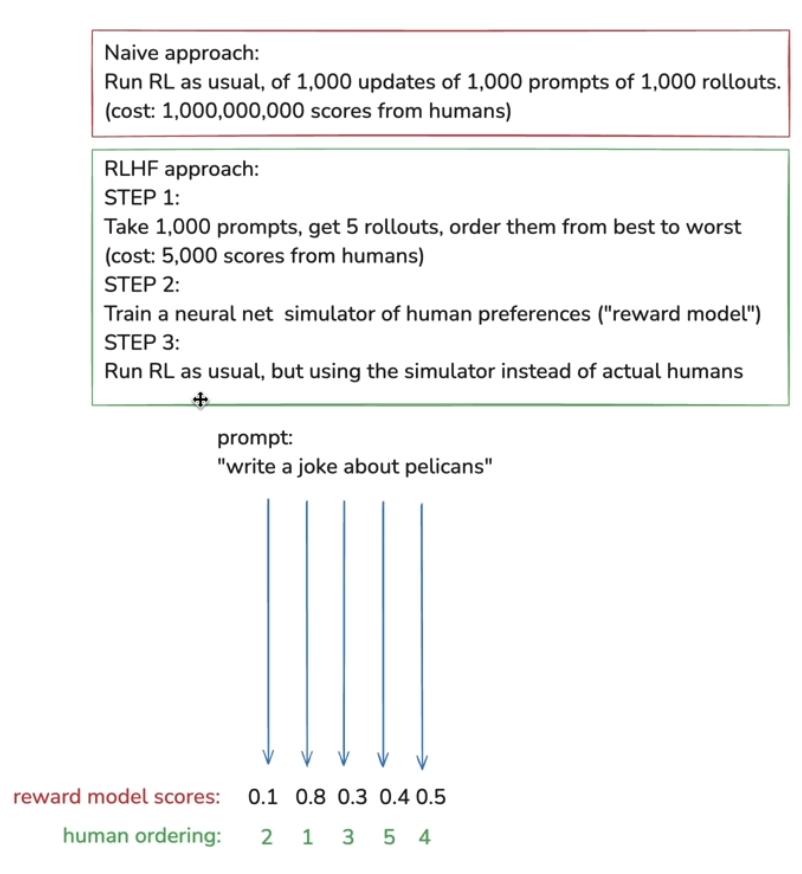 Naive approach:
Run RL as usual, of 1,000 updates of 1,000 prompts of 1,000 rollouts.
(cost: 1,000,000,000 scores from humans)
RLHF approach:
STEP 1:
Take 1,000 prompts, get 5 rollouts, order them from best to worst
(cost: 5,000 scores from humans)
STEP 2:
Train a neural net simulator of human preferences ("reward model")
STEP 3:
Run RL as usual, but using the simulator instead of actual humans
prompt:
"write a joke about pelicans"
reward model scores: 0.1 0.8 0.3 0.4 0.5
human ordering: 2 1 3 5 4